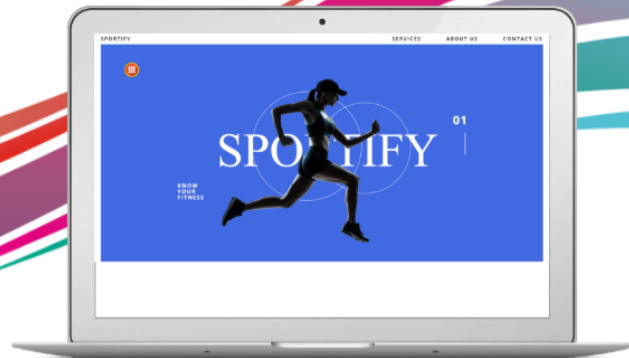 SPORTIFY
SERVICES ABOUT US CONTACT US
01
SPORTIFY
KNOW
YOUR
FITNESS